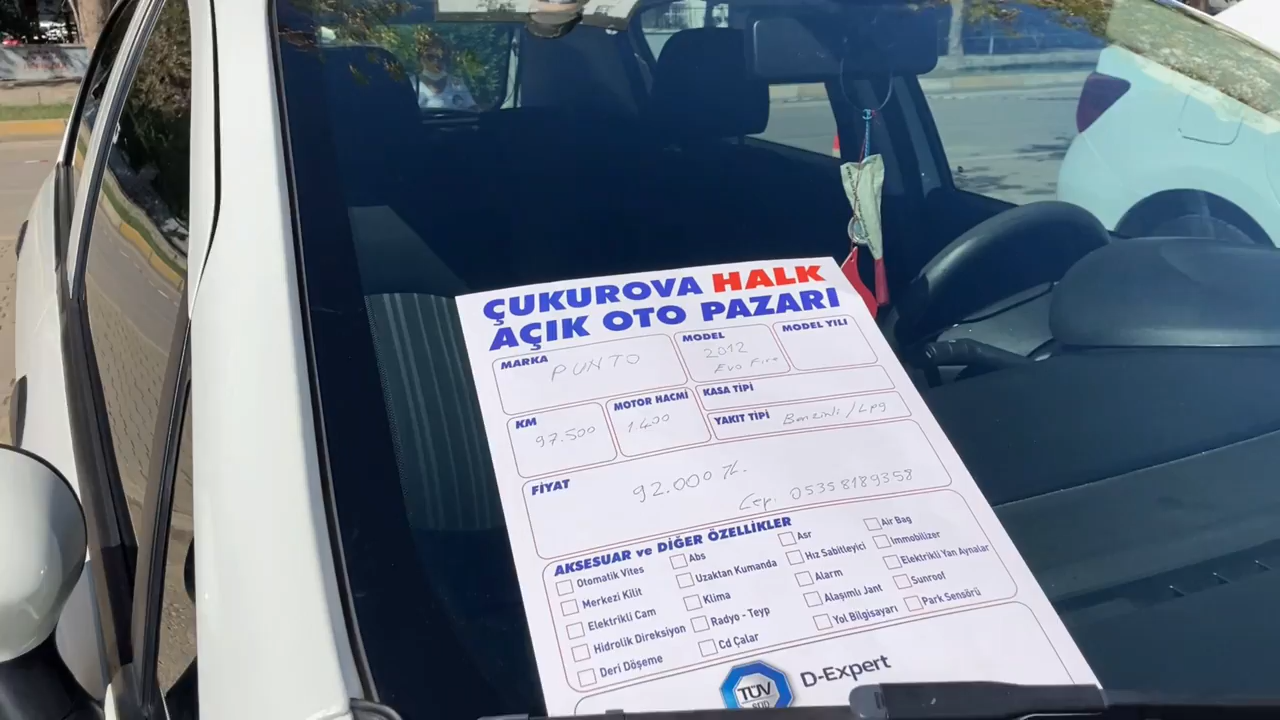 ÇUKUROVA HALK
AÇIK OTO PAZARI
MARKA PUNTO
MODEL 2012
Evo Fire
MODEL YILI
KM 97.500
MOTOR HACMİ 1.400
KASA TİPİ
YAKIT TİPİ Benzinli / Lpg
FİYAT 92.000 TL.
Cep. 0535 8189358
AKSESUAR ve DİĞER ÖZELLİKLER
Otomatik Vites
Merkezi Kilit
Elektrikli Cam
Hidrolik Direksiyon
Deri Döşeme
Abs
Uzaktan Kumanda
Klima
Radyo - Teyp
Cd Çalar
Asr
Hız Sabitleyici
Alarm
Alaşımlı Jant
Yol Bilgisayarı
Air Bag
Immobilizer
Elektrikli Yan Aynalar
Sunroof
Park Sensörü
TÜV
SÜD
D-Expert